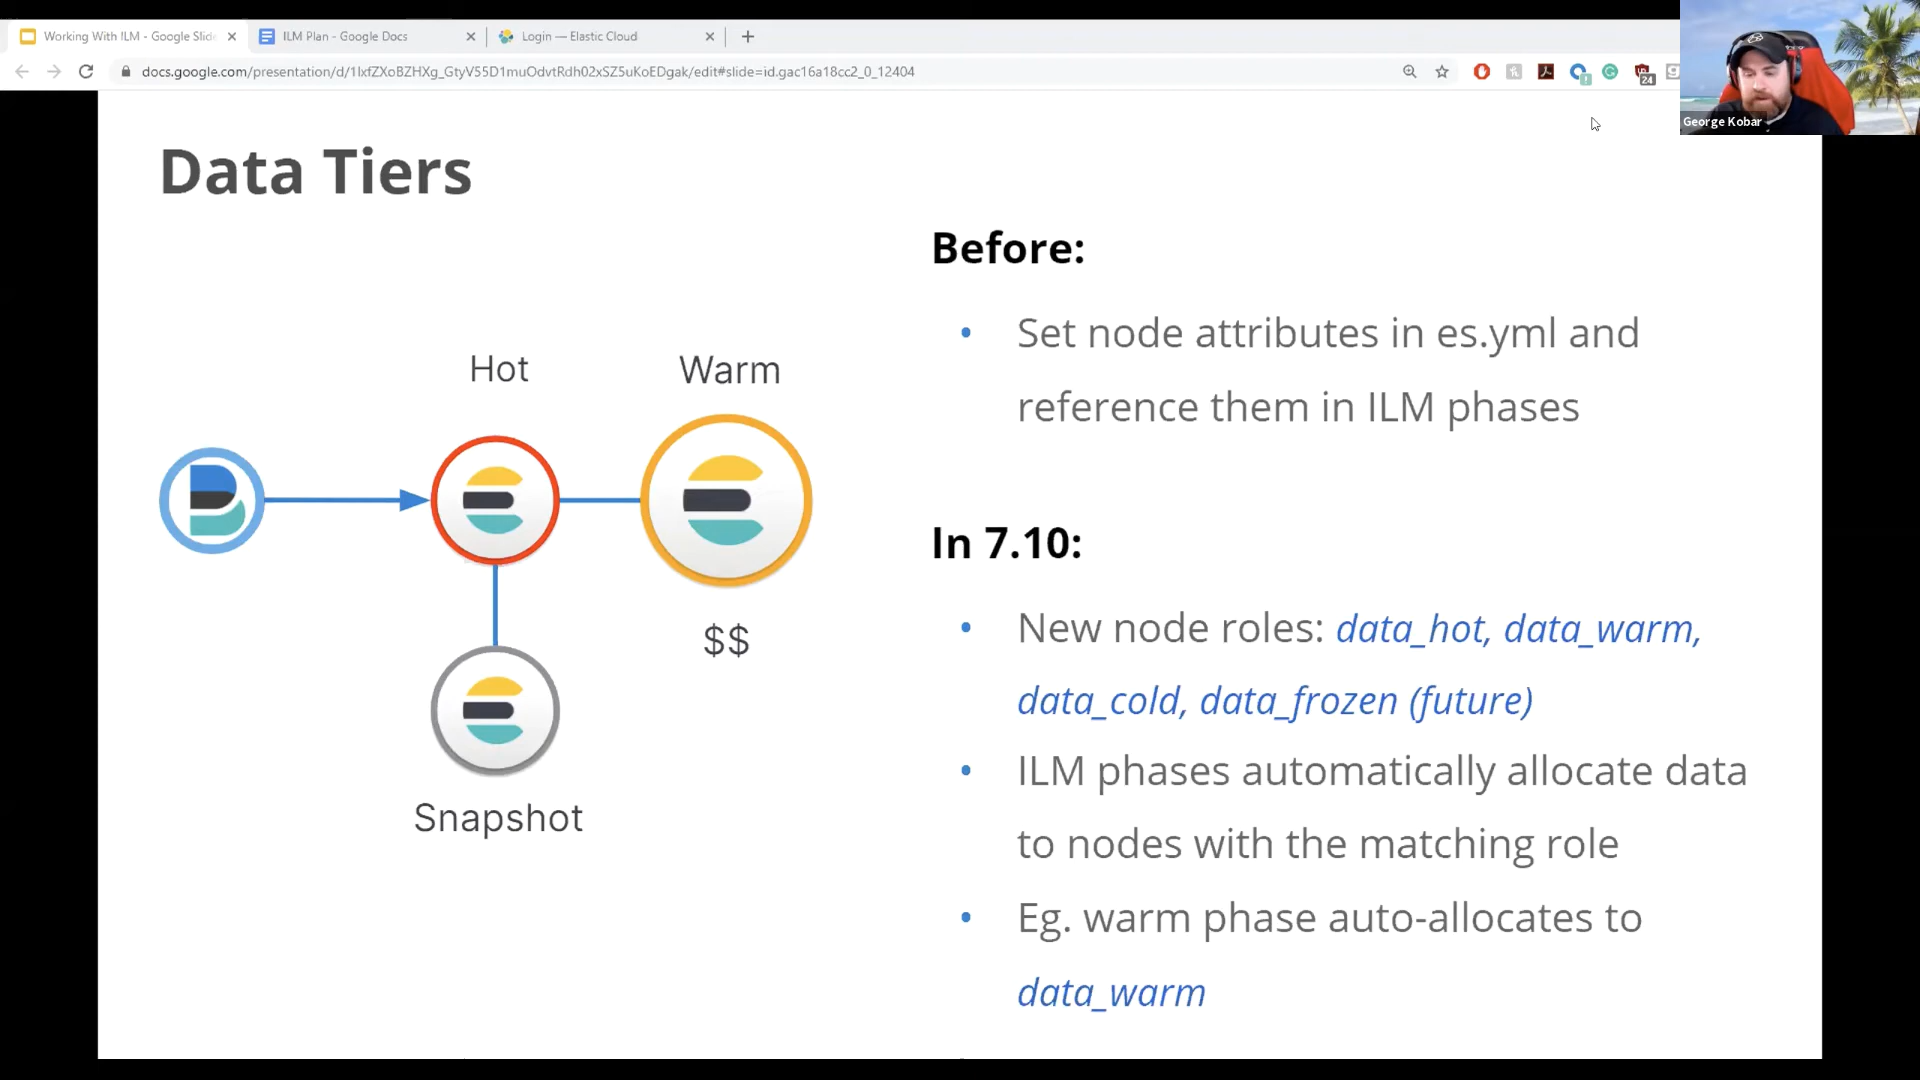 Working With ILM - Google Slid
ILM Plan - Google Docs
Login — Elastic Cloud
docs.google.com/presentation/d/1lxfZXoBZHXg_GtyVS5D1muOdvtRdh02xSZ5uKoEDgak/edit#slide=id.gac16a18cc2_0_12404
24
George Kobar
Data Tiers
Before:
• Set node attributes in es.yml and
reference them in ILM phases
Hot
Warm
$$
Snapshot
In 7.10:
• New node roles: data_hot, data_warm,
data_cold, data_frozen (future)
• ILM phases automatically allocate data
to nodes with the matching role
• Eg. warm phase auto-allocates to
data_warm